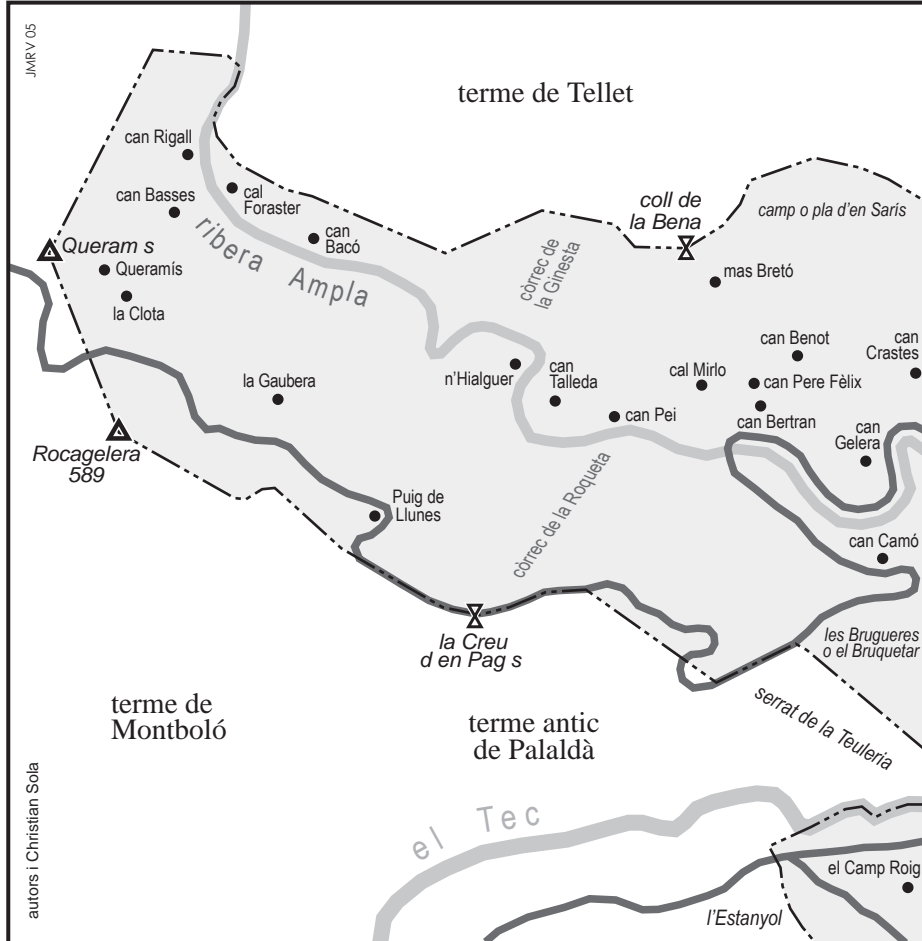 JMRV 05
terme de Tellet
can Rigall
can Basses
cal
Foraster
can
Bacó
coll de
la Bena
camp o pla d'en Sarís
Queram s
Queramís
la Clota
ribera Ampla
còrrec de
la Ginesta
mas Bretó
can Benot
can
Crastes
la Gaubera
n'Hialguer
can
Talleda
cal Mirlo
can Pere Fèlix
can Pei
can Bertran
can
Gelera
Rocagelera
589
Puig de
Llunes
còrrec de la Roqueta
can Camó
la Creu
d en Pag s
les Brugueres
o el Bruquetar
terme de
Montboló
terme antic
de Palaldà
serrat de la Teuleria
el Tec
el Camp Roig
l'Estanyol
autors i Christian Sola